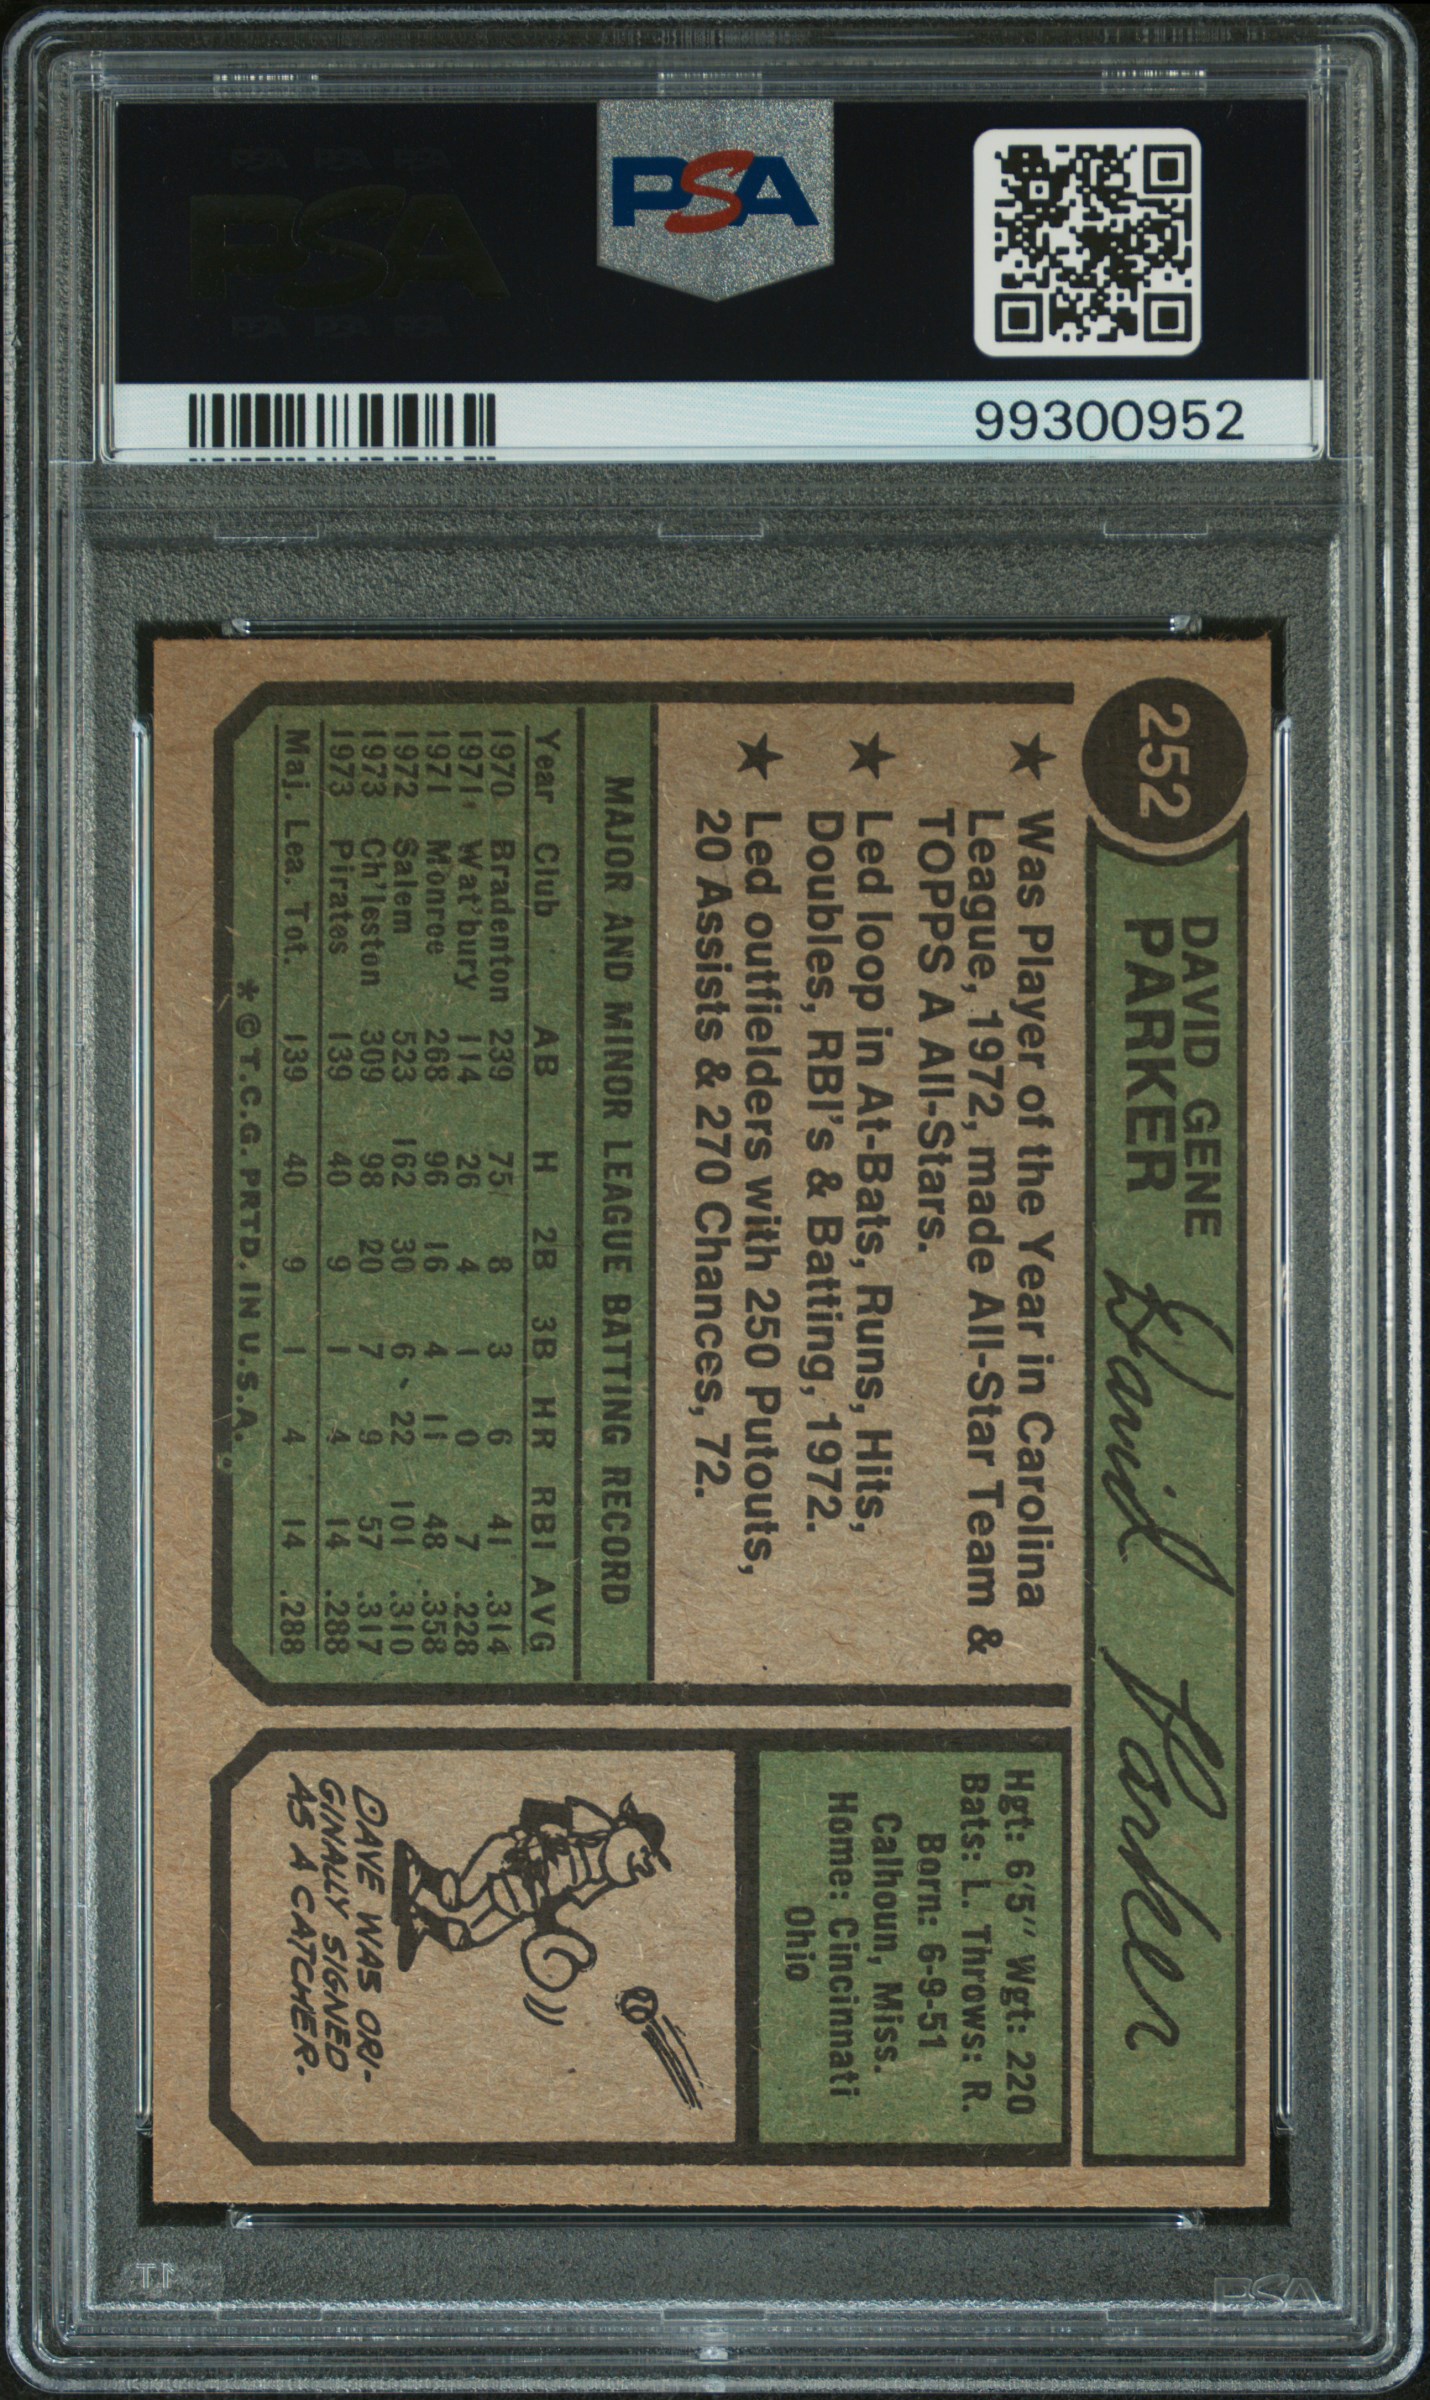 PSA
99300952
252
DAVID GENE
PARKER
David Parker
★ Was Player of the Year in Carolina
League, 1972, made All-Star Team &
TOPPS A All-Stars.
★ Led loop in At-Bats, Runs, Hits,
Doubles, RBI's & Batting, 1972.
★ Led outfielders with 250 Putouts,
20 Assists & 270 Chances, 72.
MAJOR AND MINOR LEAGUE BATTING RECORD
Year Club AB H 2B 3B HR RBI AVG
1970 Bradenton 239 75 8 3 6 41 .314
1971 Wat'bury 114 26 4 1 0 7 .228
1971 Monroe 268 96 16 4 11 48 .358
1972 Salem 523 162 30 6 22 101 .310
1973 Ch'leston 309 98 20 7 9 57 .317
1973 Pirates 139 40 9 1 4 14 .288
Maj. Lea. Tot. 139 40 9 1 4 14 .288
* © T.C.G. PRTD. IN U.S.A.
Hgt: 6'5" Wgt: 220
Bats: L. Throws: R.
Born: 6-9-51
Calhoun, Miss.
Home: Cincinnati
Ohio
DAVE WAS ORI-
GINALLY SIGNED
AS A CATCHER.
PSA